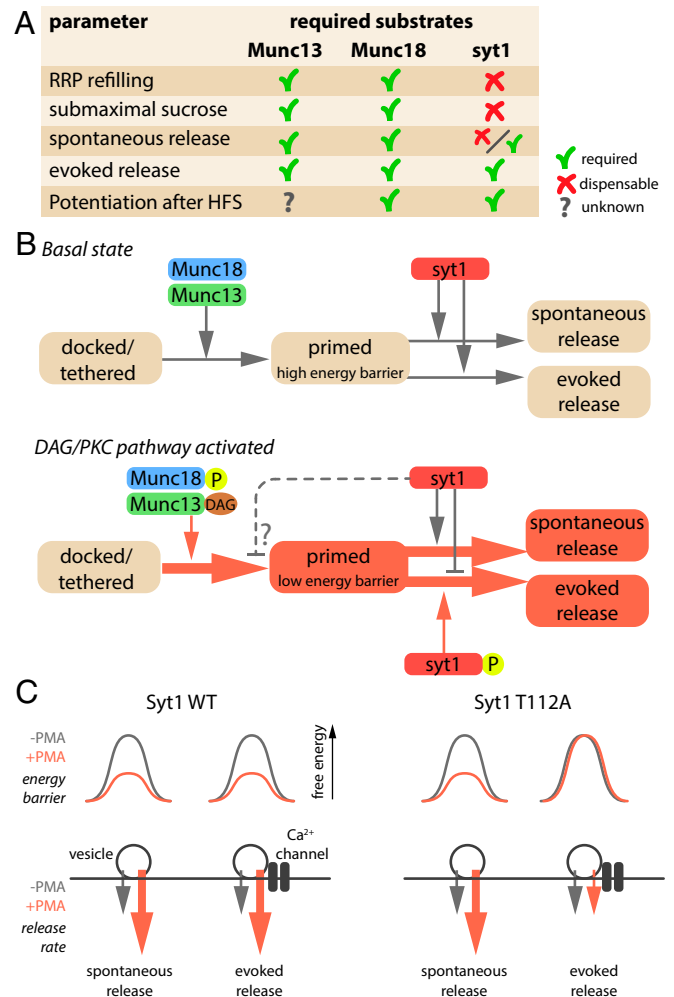 A
parameter required substrates
Munc13 Munc18 syt1
RRP refilling
submaximal sucrose
spontaneous release
evoked release
Potentiation after HFS ?
required
dispensable
? unknown
B
Basal state
Munc18
Munc13
syt1
docked/
tethered
primed
high energy barrier
spontaneous
release
evoked
release
DAG/PKC pathway activated
Munc18 P
Munc13 DAG
syt1
?
docked/
tethered
primed
low energy barrier
spontaneous
release
evoked
release
syt1 P
C
Syt1 WT Syt1 T112A
-PMA
+PMA
energy
barrier
free energy
vesicle
Ca²⁺
channel
-PMA
+PMA
release
rate
spontaneous
release
evoked
release
spontaneous
release
evoked
release